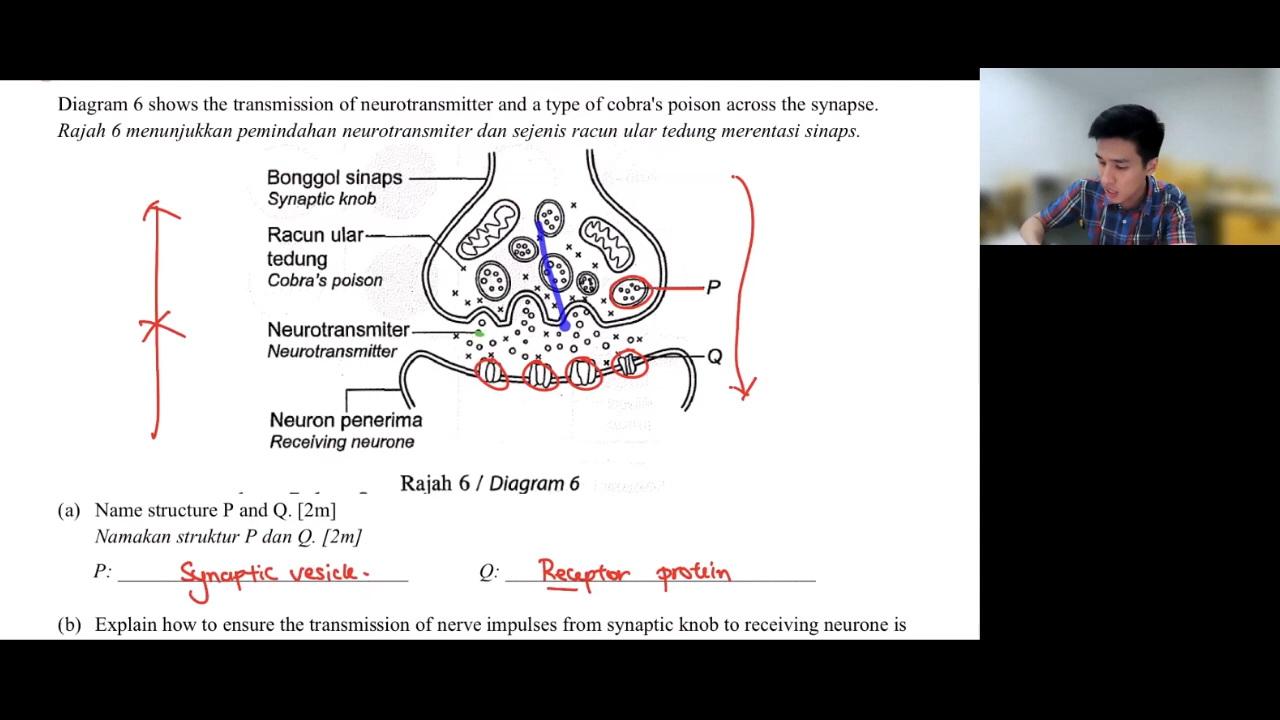 Diagram 6 shows the transmission of neurotransmitter and a type of cobra's poison across the synapse.
Rajah 6 menunjukkan pemindahan neurotransmiter dan sejenis racun ular tedung merentasi sinaps.
Bonggol sinaps
Synaptic knob
Racun ular
tedung
Cobra's poison
P
Neurotransmiter
Neurotransmitter
Q
Neuron penerima
Receiving neurone
Rajah 6 / Diagram 6
(a) Name structure P and Q. [2m]
Namakan struktur P dan Q. [2m]
P: Synaptic vesicle. Q: Receptor protein
(b) Explain how to ensure the transmission of nerve impulses from synaptic knob to receiving neurone is